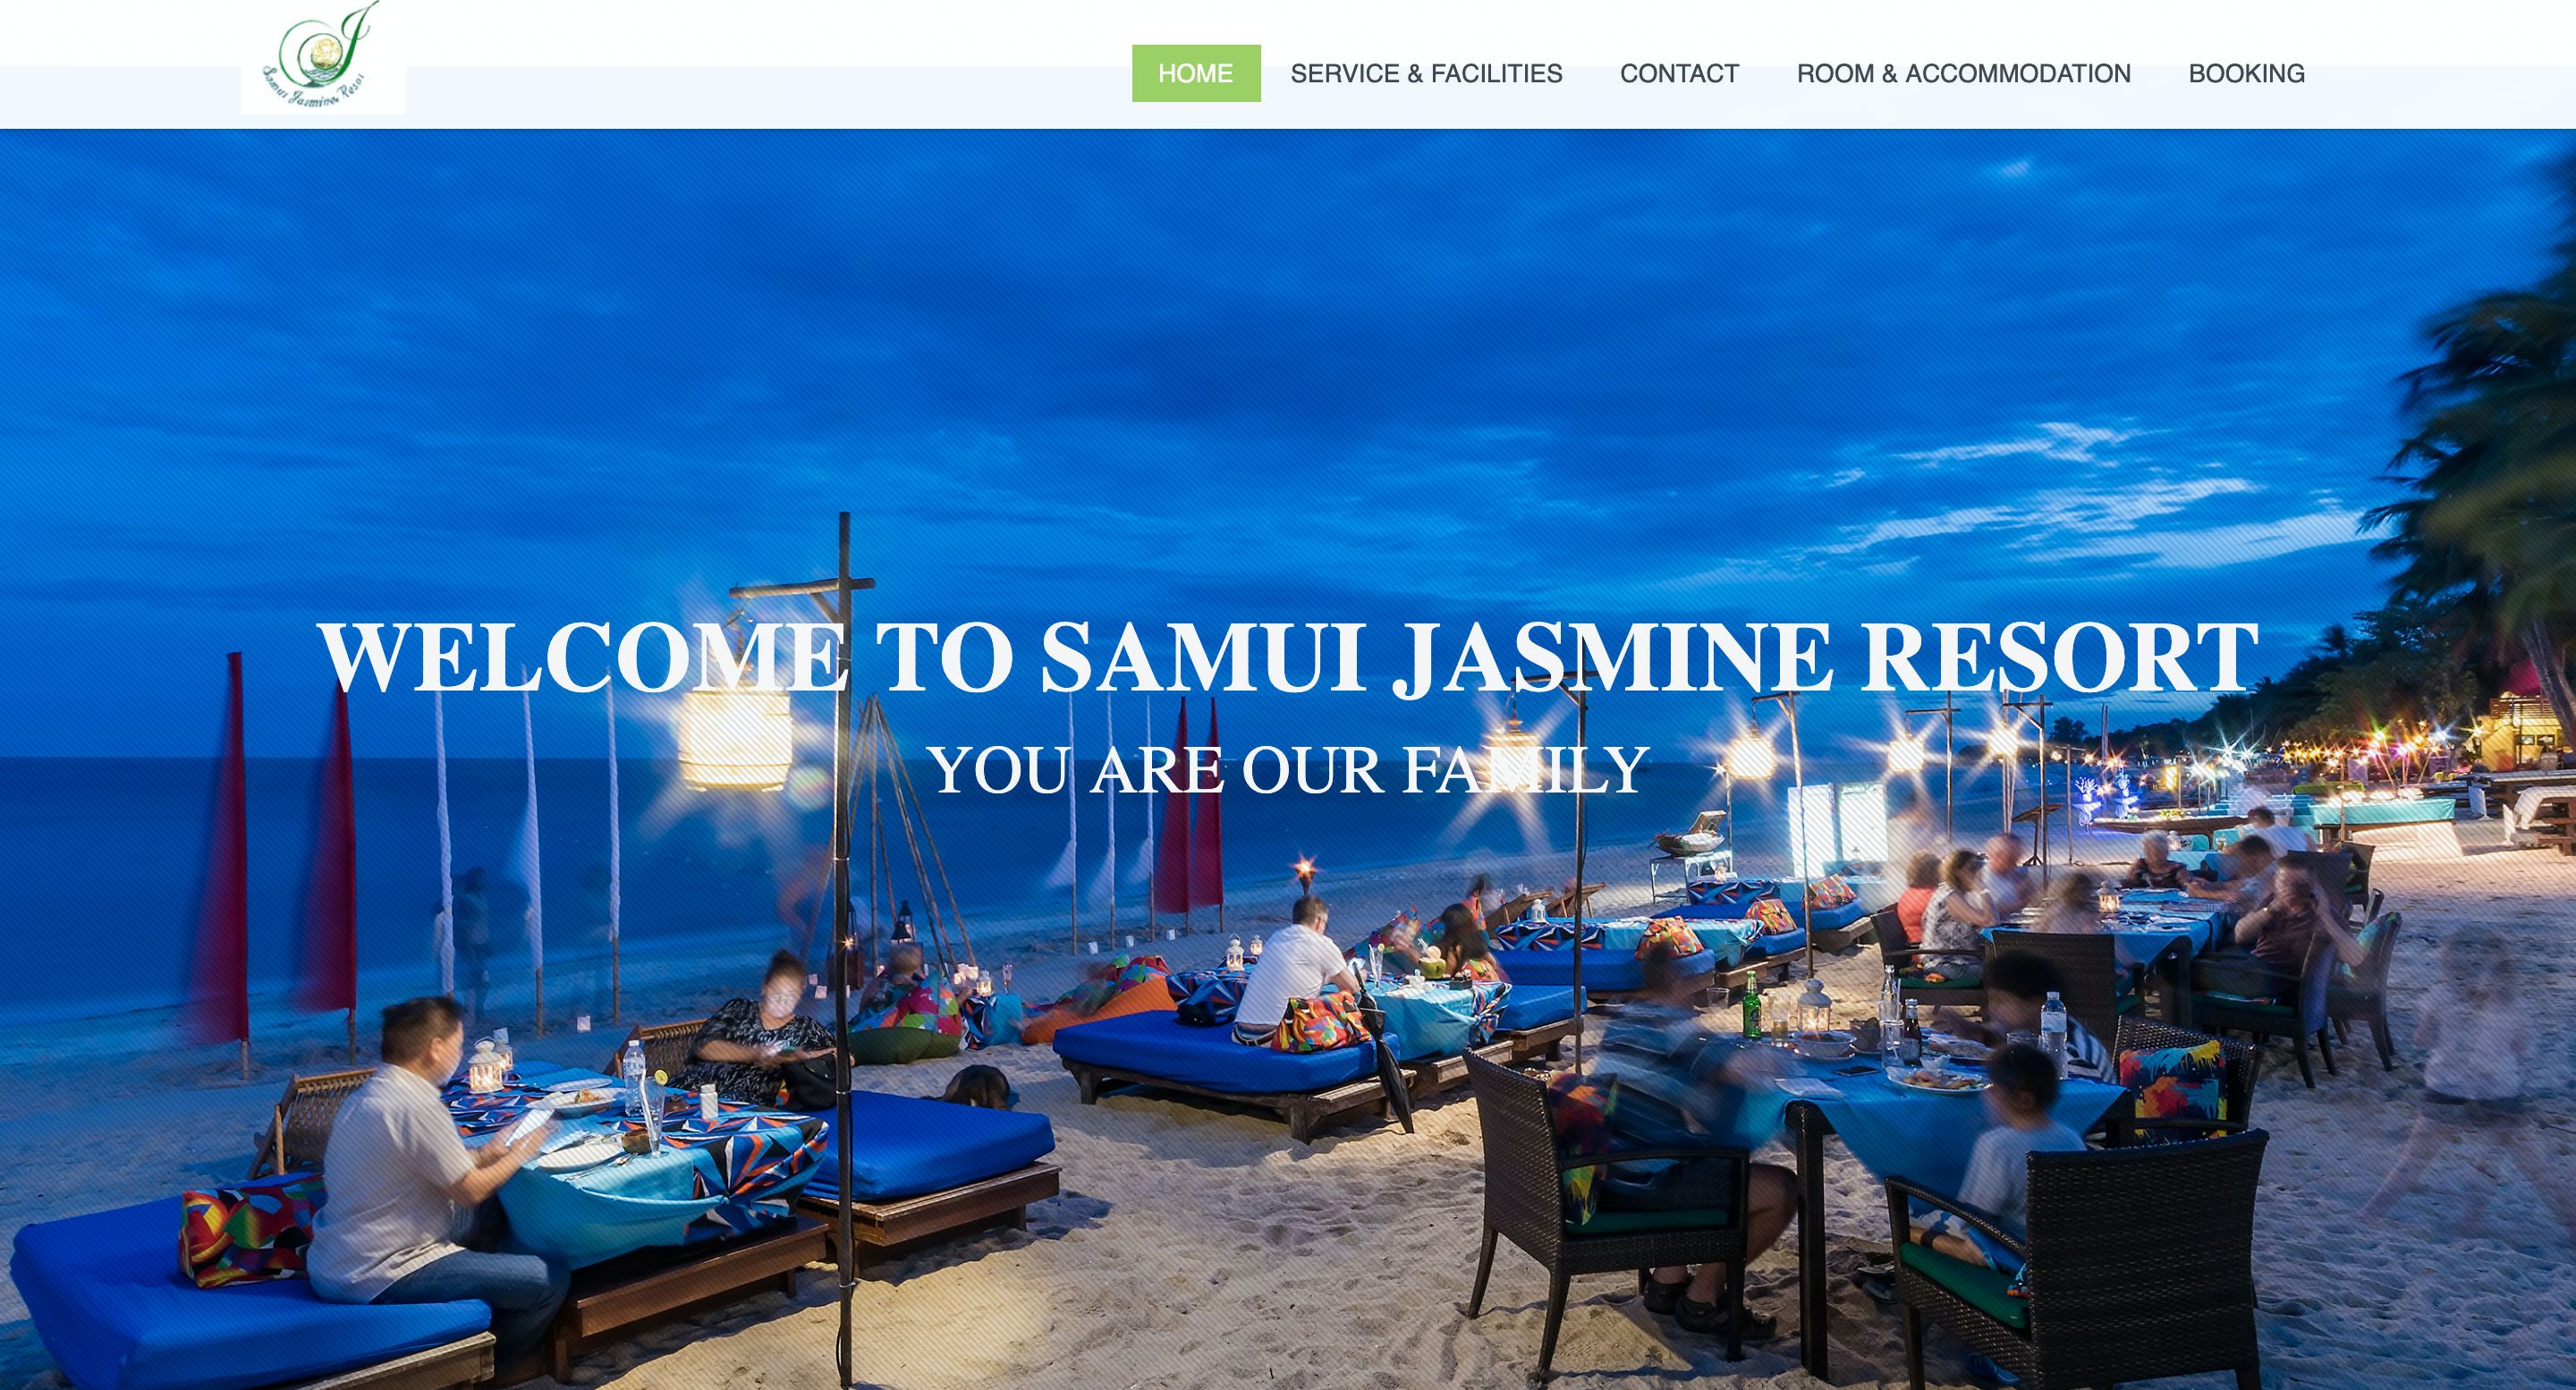 Samui Jasmine Resort
HOME
SERVICE & FACILITIES
CONTACT
ROOM & ACCOMMODATION
BOOKING
WELCOME TO SAMUI JASMINE RESORT
YOU ARE OUR FAMILY